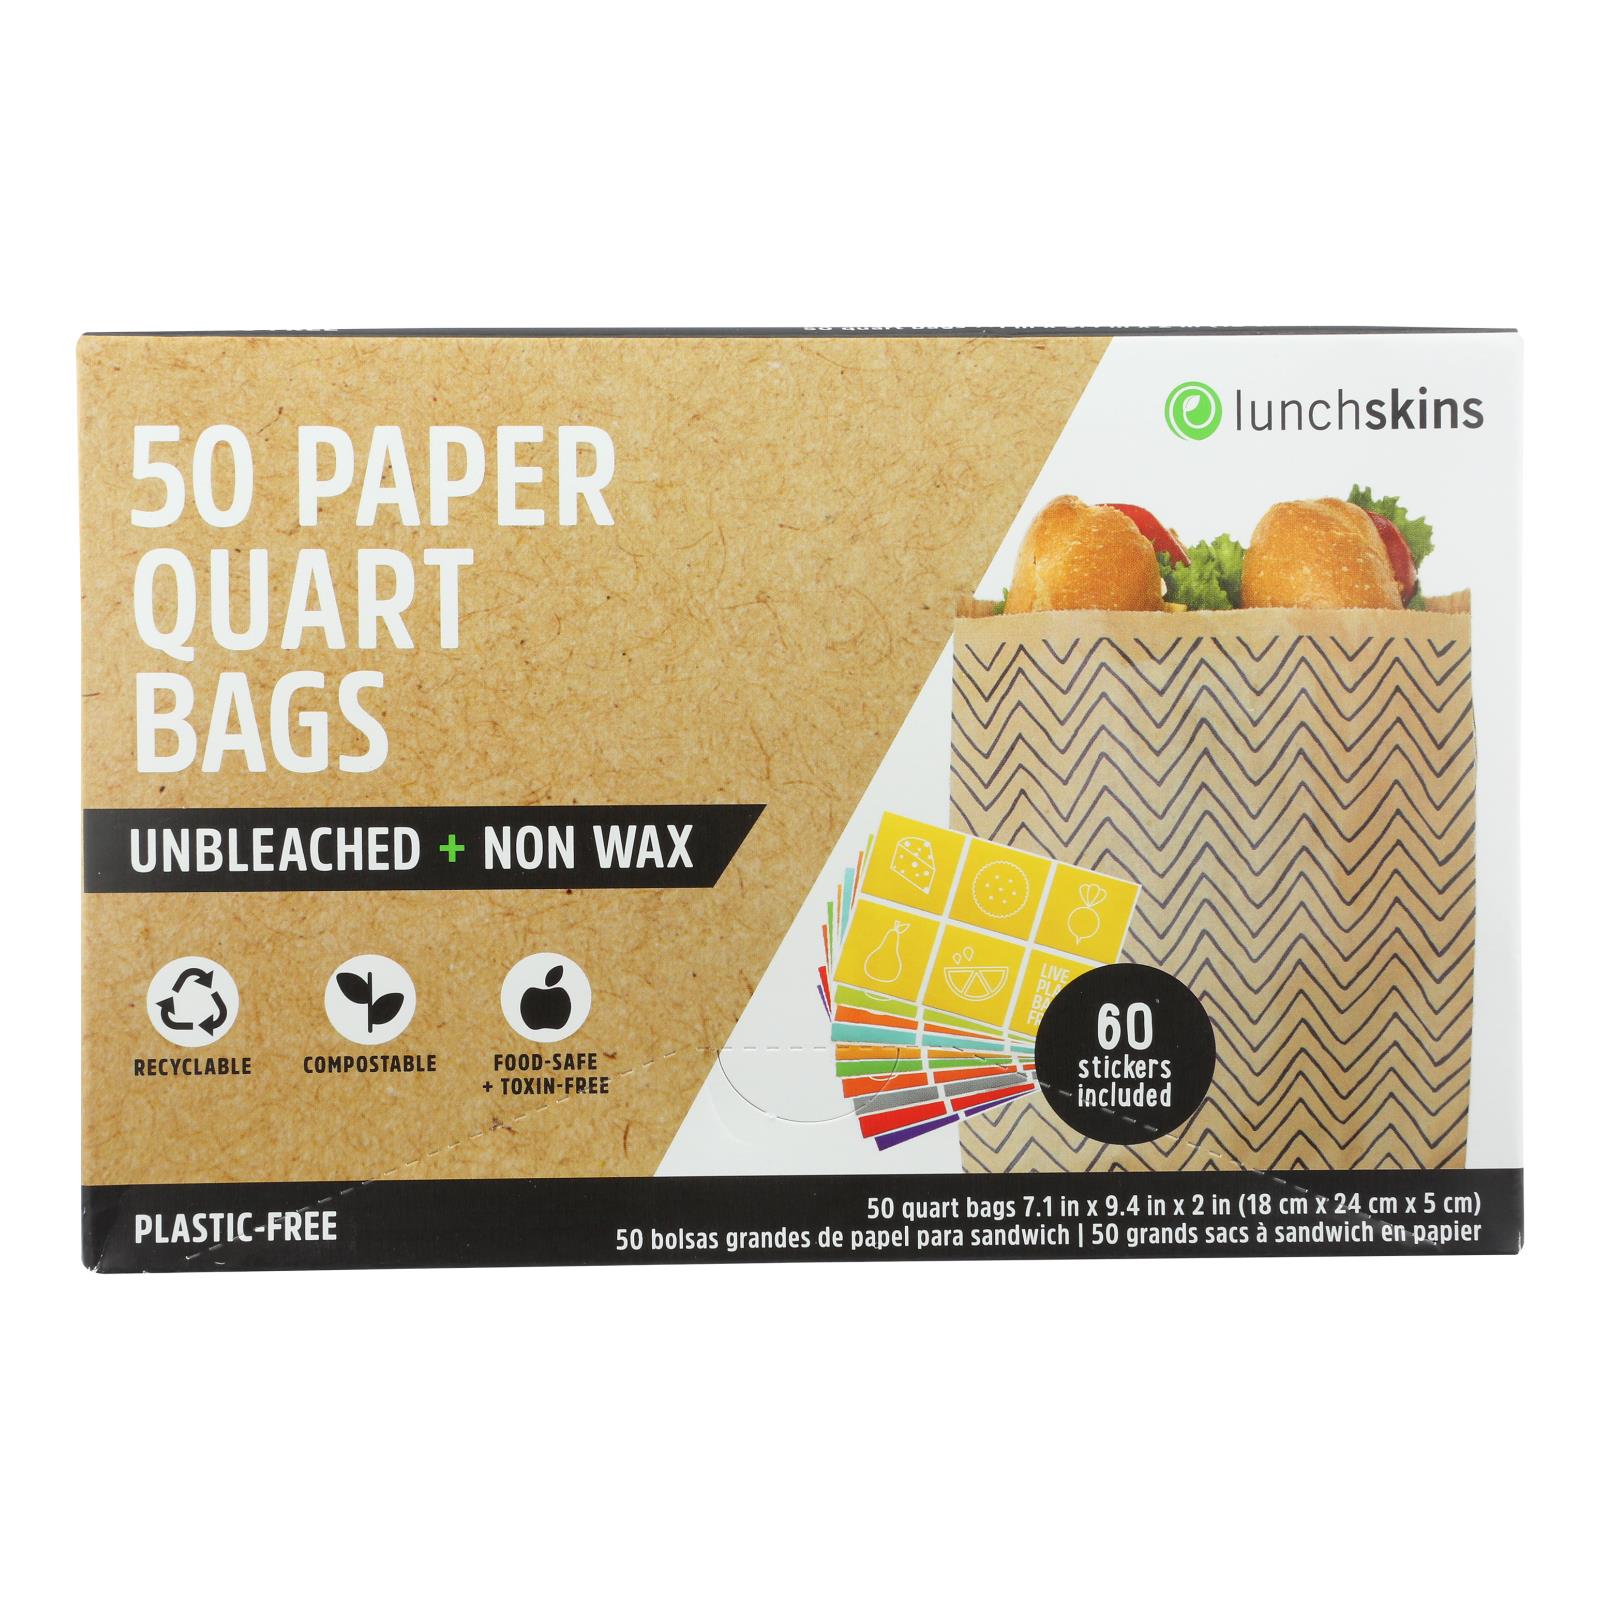 lunchskins
50 PAPER
QUART
BAGS
UNBLEACHED + NON WAX
RECYCLABLE
COMPOSTABLE
FOOD-SAFE
+ TOXIN-FREE
LIVE
60
stickers
included
PLASTIC-FREE
50 quart bags 7.1 in x 9.4 in x 2 in (18 cm x 24 cm x 5 cm)
50 bolsas grandes de papel para sandwich | 50 grands sacs à sandwich en papier